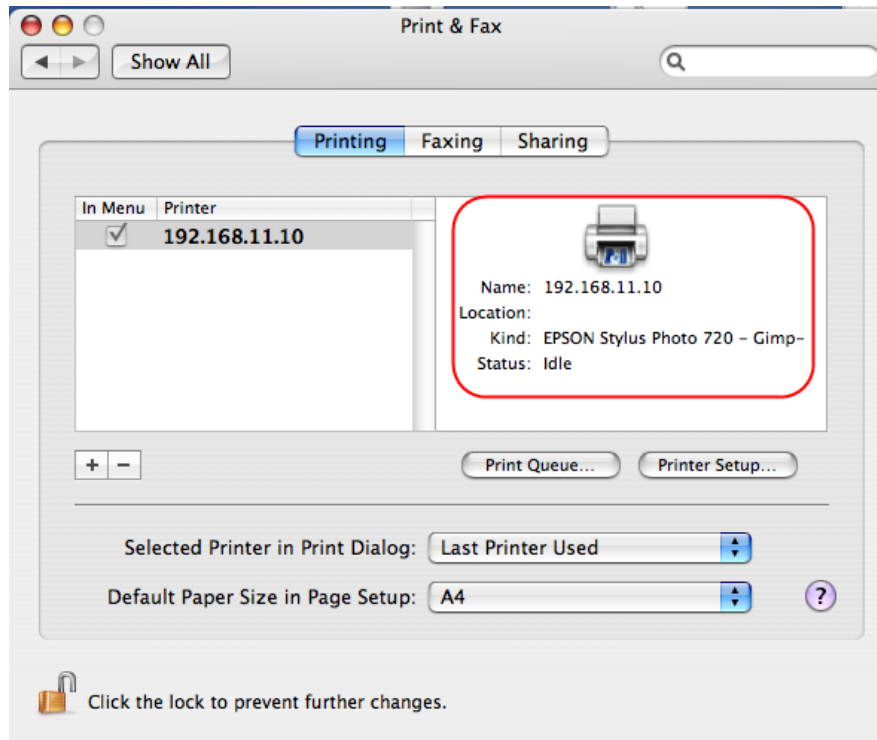 Print & Fax
Show All
Printing Faxing Sharing
In Menu Printer
192.168.11.10
Name: 192.168.11.10
Location:
Kind: EPSON Stylus Photo 720 - Gimp-
Status: Idle
+ -
Print Queue... Printer Setup...
Selected Printer in Print Dialog: Last Printer Used
Default Paper Size in Page Setup: A4 ?
Click the lock to prevent further changes.